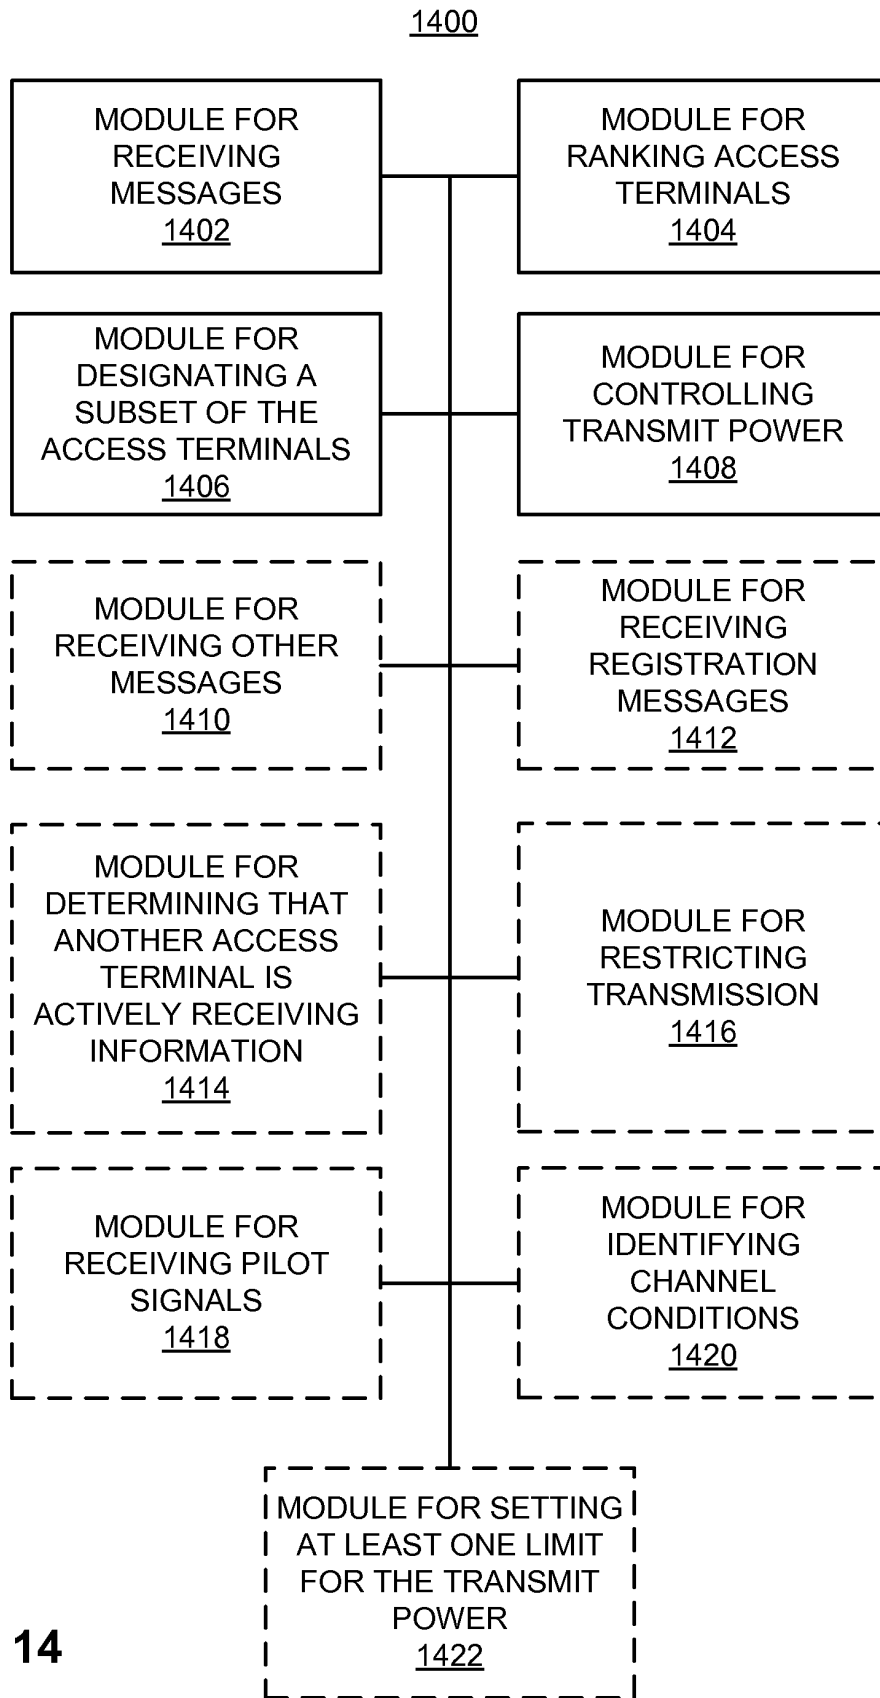 1400
MODULE FOR
RECEIVING
MESSAGES
1402
MODULE FOR
RANKING ACCESS
TERMINALS
1404
MODULE FOR
DESIGNATING A
SUBSET OF THE
ACCESS TERMINALS
1406
MODULE FOR
CONTROLLING
TRANSMIT POWER
1408
MODULE FOR
RECEIVING OTHER
MESSAGES
1410
MODULE FOR
RECEIVING
REGISTRATION
MESSAGES
1412
MODULE FOR
DETERMINING THAT
ANOTHER ACCESS
TERMINAL IS
ACTIVELY RECEIVING
INFORMATION
1414
MODULE FOR
RESTRICTING
TRANSMISSION
1416
MODULE FOR
RECEIVING PILOT
SIGNALS
1418
MODULE FOR
IDENTIFYING
CHANNEL
CONDITIONS
1420
MODULE FOR SETTING
AT LEAST ONE LIMIT
FOR THE TRANSMIT
POWER
1422
14